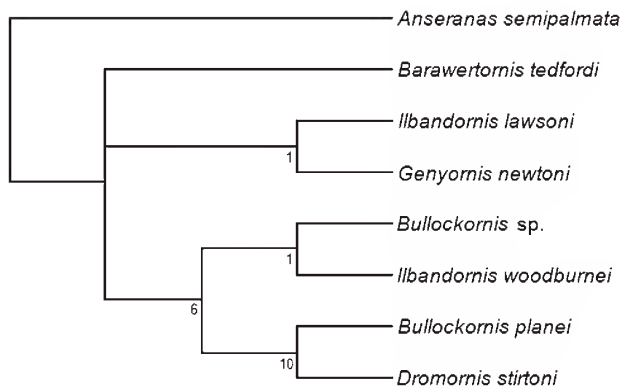 Anseranas semipalmata
Barawertornis tedfordi
Ilbandornis lawsoni
1
Genyornis newtoni
Bullockornis sp.
1
Ilbandornis woodburnei
6
Bullockornis planei
10
Dromornis stirtoni